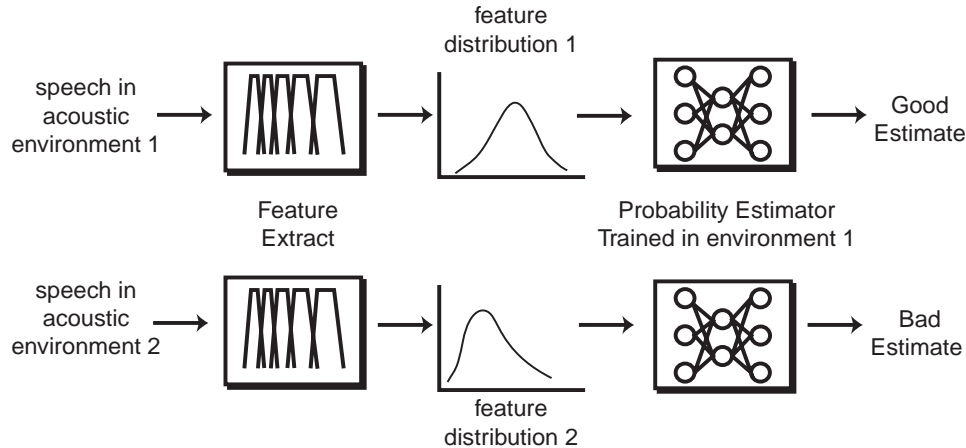 feature
distribution 1
speech in
acoustic
environment 1
Good
Estimate
Feature
Extract
Probability Estimator
Trained in environment 1
speech in
acoustic
environment 2
Bad
Estimate
feature
distribution 2